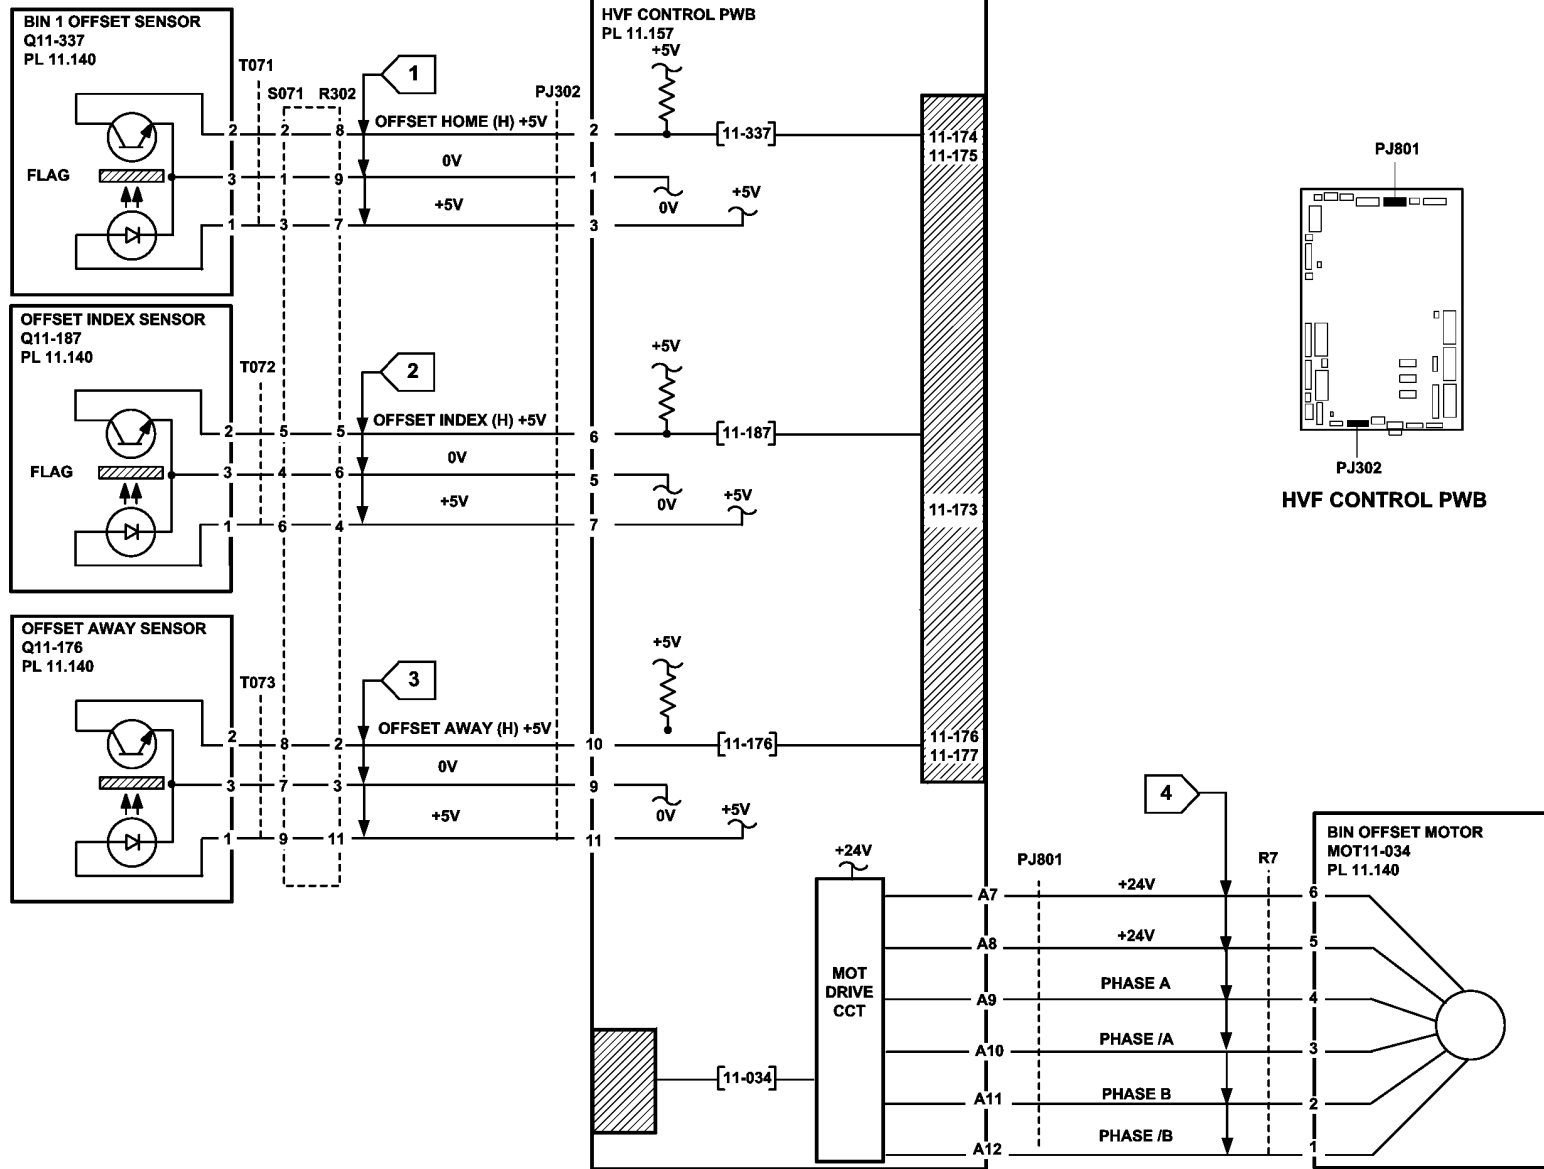 BIN 1 OFFSET SENSOR
Q11-337
PL 11.140
T071
S071 R302
PJ302
HVF CONTROL PWB
PL 11.157
+5V
1
2 2 8 OFFSET HOME (H) +5V 2 [11-337] 11-174
11-175
FLAG
3 1 9 0V 1 0V
1 3 7 +5V 3 +5V
PJ801
OFFSET INDEX SENSOR
Q11-187
PL 11.140
T072
2
+5V
2 5 5 OFFSET INDEX (H) +5V 6 [11-187]
FLAG
3 4 6 0V 5 0V
1 6 4 +5V 7 +5V
11-173
PJ302
HVF CONTROL PWB
OFFSET AWAY SENSOR
Q11-176
PL 11.140
T073
3
+5V
2 8 2 OFFSET AWAY (H) +5V 10 [11-176] 11-176
11-177
3 7 3 0V 9 0V
1 9 11 +5V 11 +5V
4
+24V
MOT
DRIVE
CCT
[11-034]
PJ801
R7
BIN OFFSET MOTOR
MOT11-034
PL 11.140
A7 +24V 6
A8 +24V 5
A9 PHASE A 4
A10 PHASE /A 3
A11 PHASE B 2
A12 PHASE /B 1